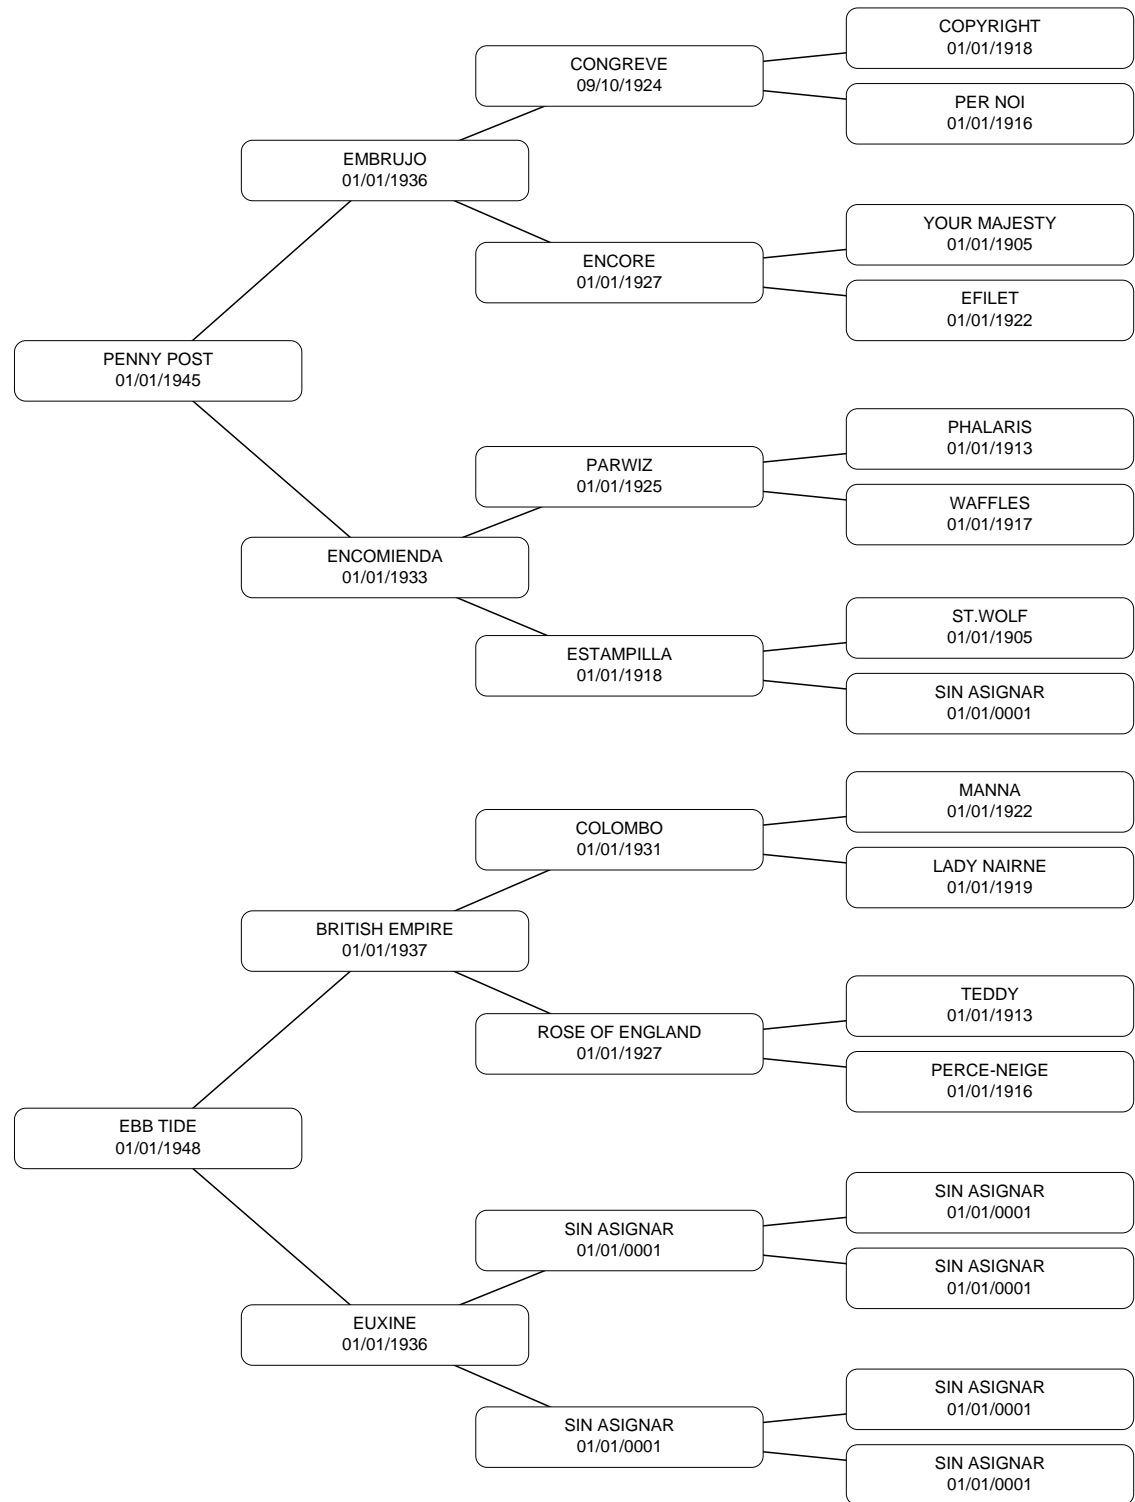 COPYRIGHT
01/01/1918
CONGREVE
09/10/1924
PER NOI
01/01/1916
EMBRUJO
01/01/1936
YOUR MAJESTY
01/01/1905
ENCORE
01/01/1927
EFILET
01/01/1922
PENNY POST
01/01/1945
PHALARIS
01/01/1913
PARWIZ
01/01/1925
WAFFLES
01/01/1917
ENCOMIENDA
01/01/1933
ST.WOLF
01/01/1905
ESTAMPILLA
01/01/1918
SIN ASIGNAR
01/01/0001
MANNA
01/01/1922
COLOMBO
01/01/1931
LADY NAIRNE
01/01/1919
BRITISH EMPIRE
01/01/1937
TEDDY
01/01/1913
ROSE OF ENGLAND
01/01/1927
PERCE-NEIGE
01/01/1916
EBB TIDE
01/01/1948
SIN ASIGNAR
01/01/0001
SIN ASIGNAR
01/01/0001
SIN ASIGNAR
01/01/0001
EUXINE
01/01/1936
SIN ASIGNAR
01/01/0001
SIN ASIGNAR
01/01/0001
SIN ASIGNAR
01/01/0001